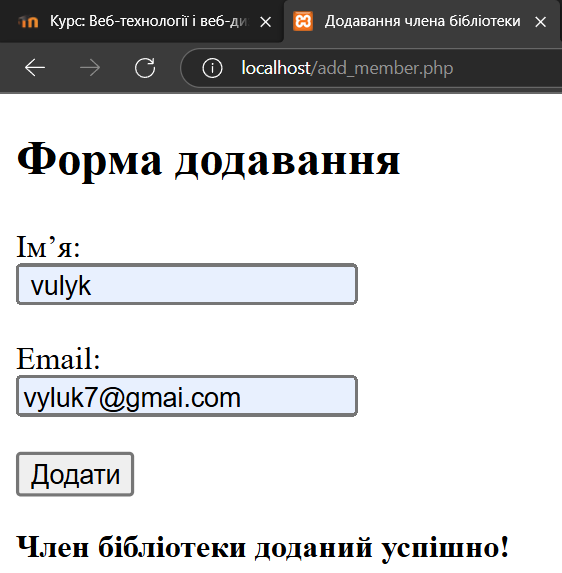 Курс: Веб-технології і веб-ди
Додавання члена бібліотеки
localhost/add_member.php
Форма додавання
Ім’я:
vulyk
Email:
vyluk7@gmai.com
Додати
Член бібліотеки доданий успішно!